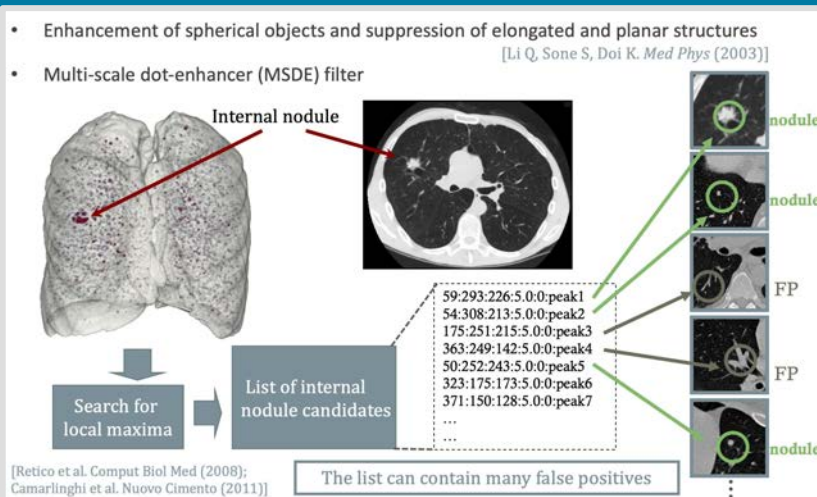 • Enhancement of spherical objects and suppression of elongated and planar structures
[Li Q, Sone S, Doi K. Med Phys (2003)]
• Multi-scale dot-enhancer (MSDE) filter
Internal nodule
nodule
nodule
FP
FP
nodule
59:293:226:5.0:0:peak1
54:308:213:5.0:0:peak2
175:251:215:5.0:0:peak3
363:249:142:5.0:0:peak4
50:252:243:5.0:0:peak5
323:175:173:5.0:0:peak6
371:150:128:5.0:0:peak7
...
...
Search for
local maxima
List of internal
nodule candidates
[Retico et al. Comput Biol Med (2008);
Camarlinghi et al. Nuovo Cimento (2011)]
The list can contain many false positives